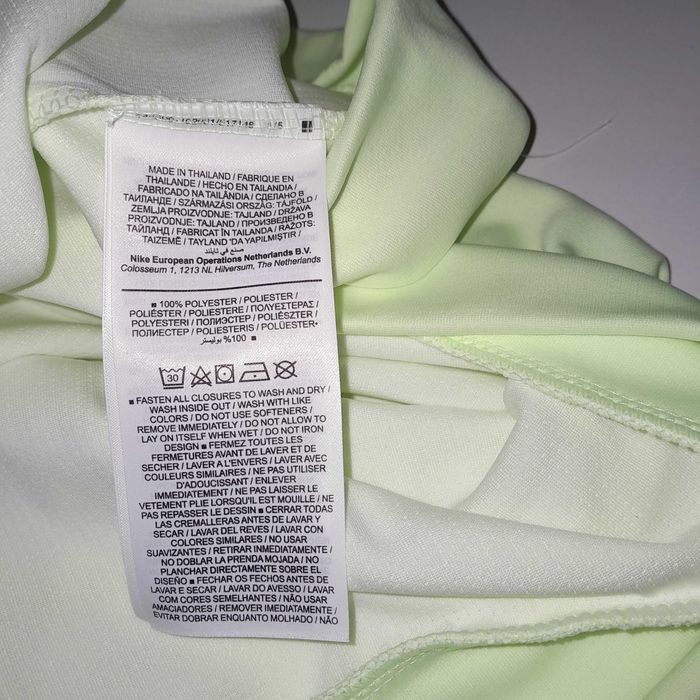 MADE IN THAILAND / FABRIQUE EN
THAILANDE / HECHO EN TAILANDIA /
FABRICADO NA TAILÂNDIA / СДЕЛАНО В
ТАИЛАНДЕ / SZÁRMAZÁSI ORSZÁG: TÁJFÖLD /
ZEMLJA PROIZVODNJE: TAJLAND / DRŽAVA
PROIZVODNJE: TAJLAND / ПРОИЗВЕДЕНО В
ТАЙЛАНД / FABRICAT ÎN TAILANDA / RAŽOTS:
TAIZEMĒ / TAYLAND 'DA YAPILMIŞTIR /
صنع في تايلند
Nike European Operations Netherlands B.V.
Colosseum 1, 1213 NL Hilversum, The Netherlands
■ 100% POLYESTER / POLIESTER /
POLIÉSTER / POLIESTERE / ΠΟΛΥΕΣΤΕΡΑΣ /
POLYESTERI / ПОЛИЭСТЕР / POLIÉSZTER /
ПОЛИЕСТЕР / POLIESTERIS / POLÜESTER•
■ 100% بوليستر
30
■ FASTEN ALL CLOSURES TO WASH AND DRY /
WASH INSIDE OUT / WASH WITH LIKE
COLORS / DO NOT USE SOFTENERS /
REMOVE IMMEDIATELY / DO NOT ALLOW TO
LAY ON ITSELF WHEN WET / DO NOT IRON
DESIGN ■ FERMEZ TOUTES LES
FERMETURES AVANT DE LAVER ET DE
SECHER / LAVER A L'ENVERS / LAVER AVEC
COULEURS SIMILAIRES / NE PAS UTILISER
D'ADOUCISSANT / ENLEVER
IMMEDIATEMENT / NE PAS LAISSER LE
VETEMENT PLIE LORSQU'IL EST MOUILLE / NE
PAS REPASSER LE DESSIN ■ CERRAR TODAS
LAS CREMALLERAS ANTES DE LAVAR Y
SECAR / LAVAR DEL REVES / LAVAR CON
COLORES SIMILARES / NO USAR
SUAVIZANTES / RETIRAR INMEDIATAMENTE /
NO DOBLAR LA PRENDA MOJADA / NO
PLANCHAR DIRECTAMENTE SOBRE EL
DISEÑO ■ FECHAR OS FECHOS ANTES DE
LAVAR E SECAR / LAVAR DO AVESSO / LAVAR
COM CORES SEMELHANTES / NÃO USAR
AMACIADORES / REMOVER IMEDIATAMENTE /
EVITAR DOBRAR ENQUANTO MOLHADO / NÃO